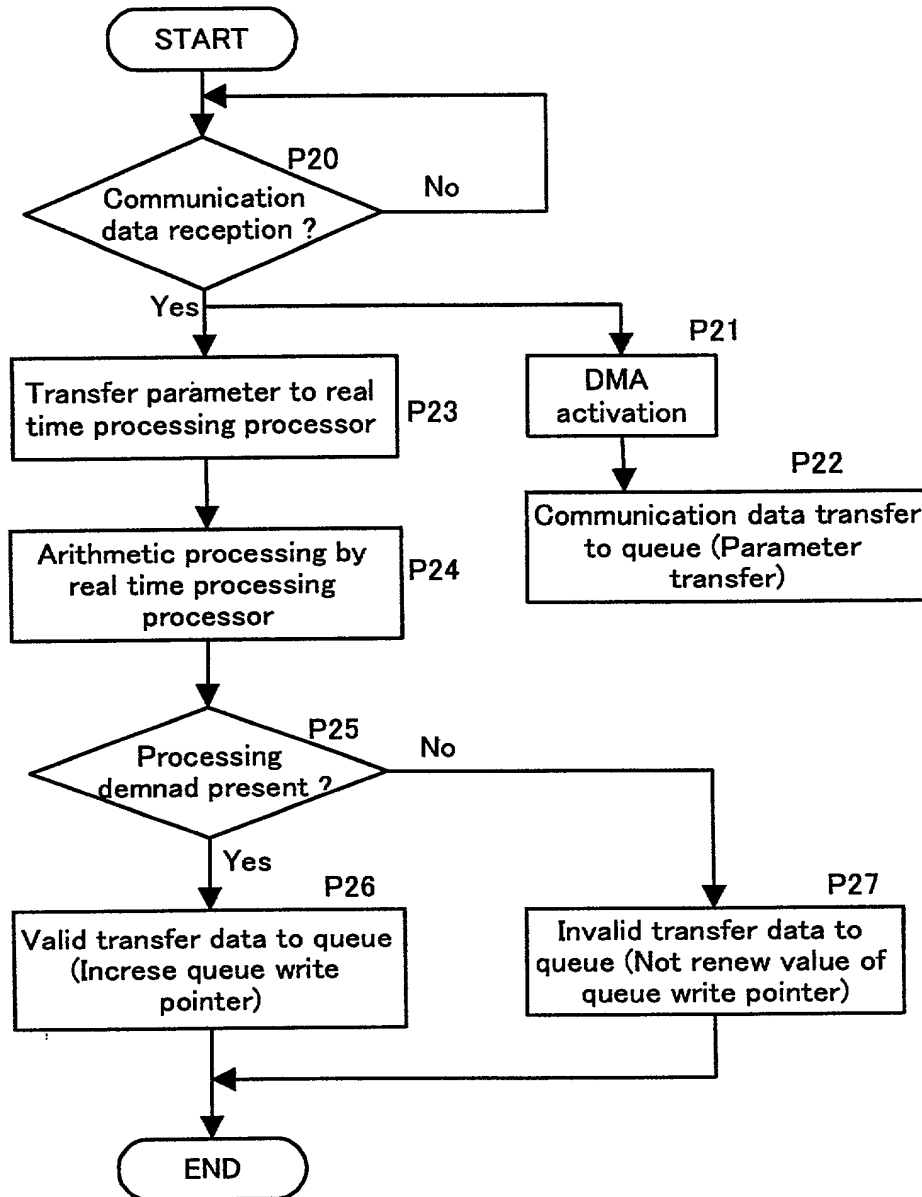 START
P20
Communication
data reception ?
No
Yes
P21
DMA
activation
Transfer parameter to real
time processing processor
P23
P22
Communication data transfer
to queue (Parameter
transfer)
Arithmetic processing by
real time processing
processor
P24
P25
Processing
demnad present ?
No
Yes
P26
Valid transfer data to queue
(Increse queue write
pointer)
P27
Invalid transfer data to
queue (Not renew value of
queue write pointer)
END